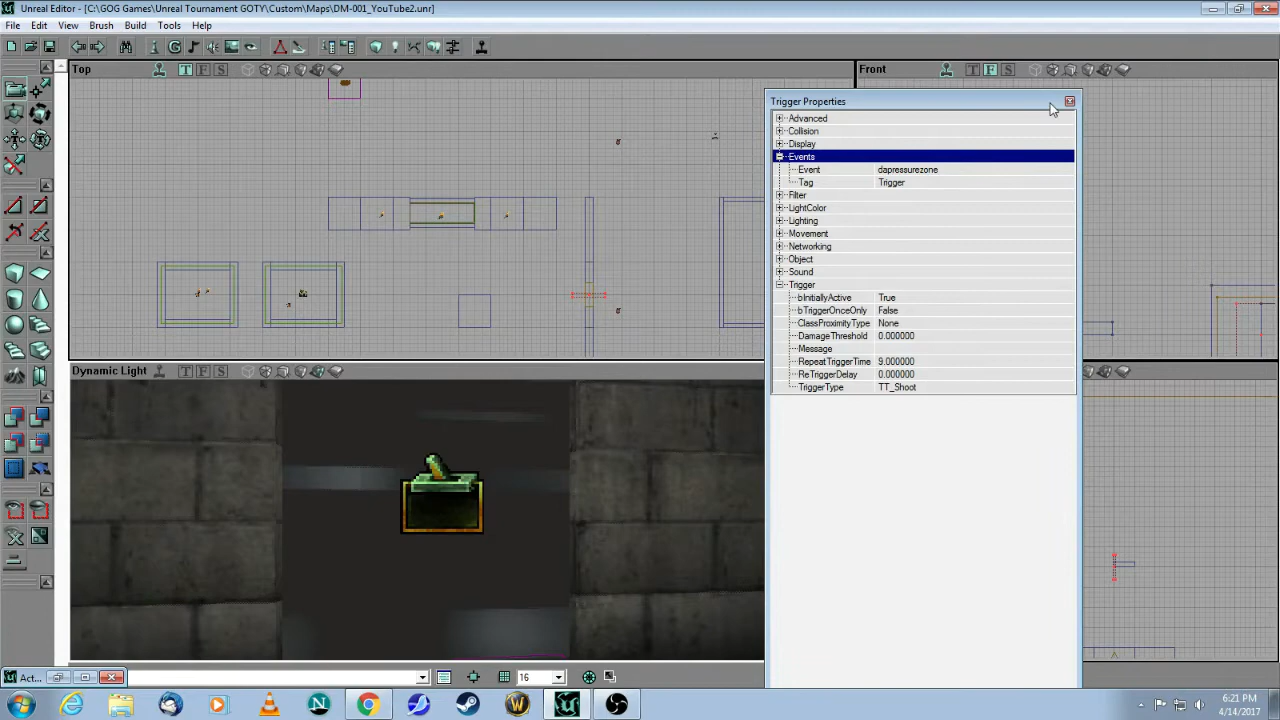 Unreal Editor - [C:\GOG Games\Unreal Tournament GOTY\Custom\Maps\DM-001_YouTube2.unr]
File Edit View Brush Build Tools Help
Top T F S
Front T F S
Trigger Properties
Advanced
Collision
Display
Events
Event dapressurezone
Tag Trigger
Filter
LightColor
Lighting
Movement
Networking
Object
Sound
Trigger
bInitiallyActive True
bTriggerOnceOnly False
ClassProximityType None
DamageThreshold 0.000000
Message
RepeatTriggerTime 9.000000
ReTriggerDelay 0.000000
TriggerType TT_Shoot
Dynamic Light T F S
Act...
16
6:21 PM
4/14/2017